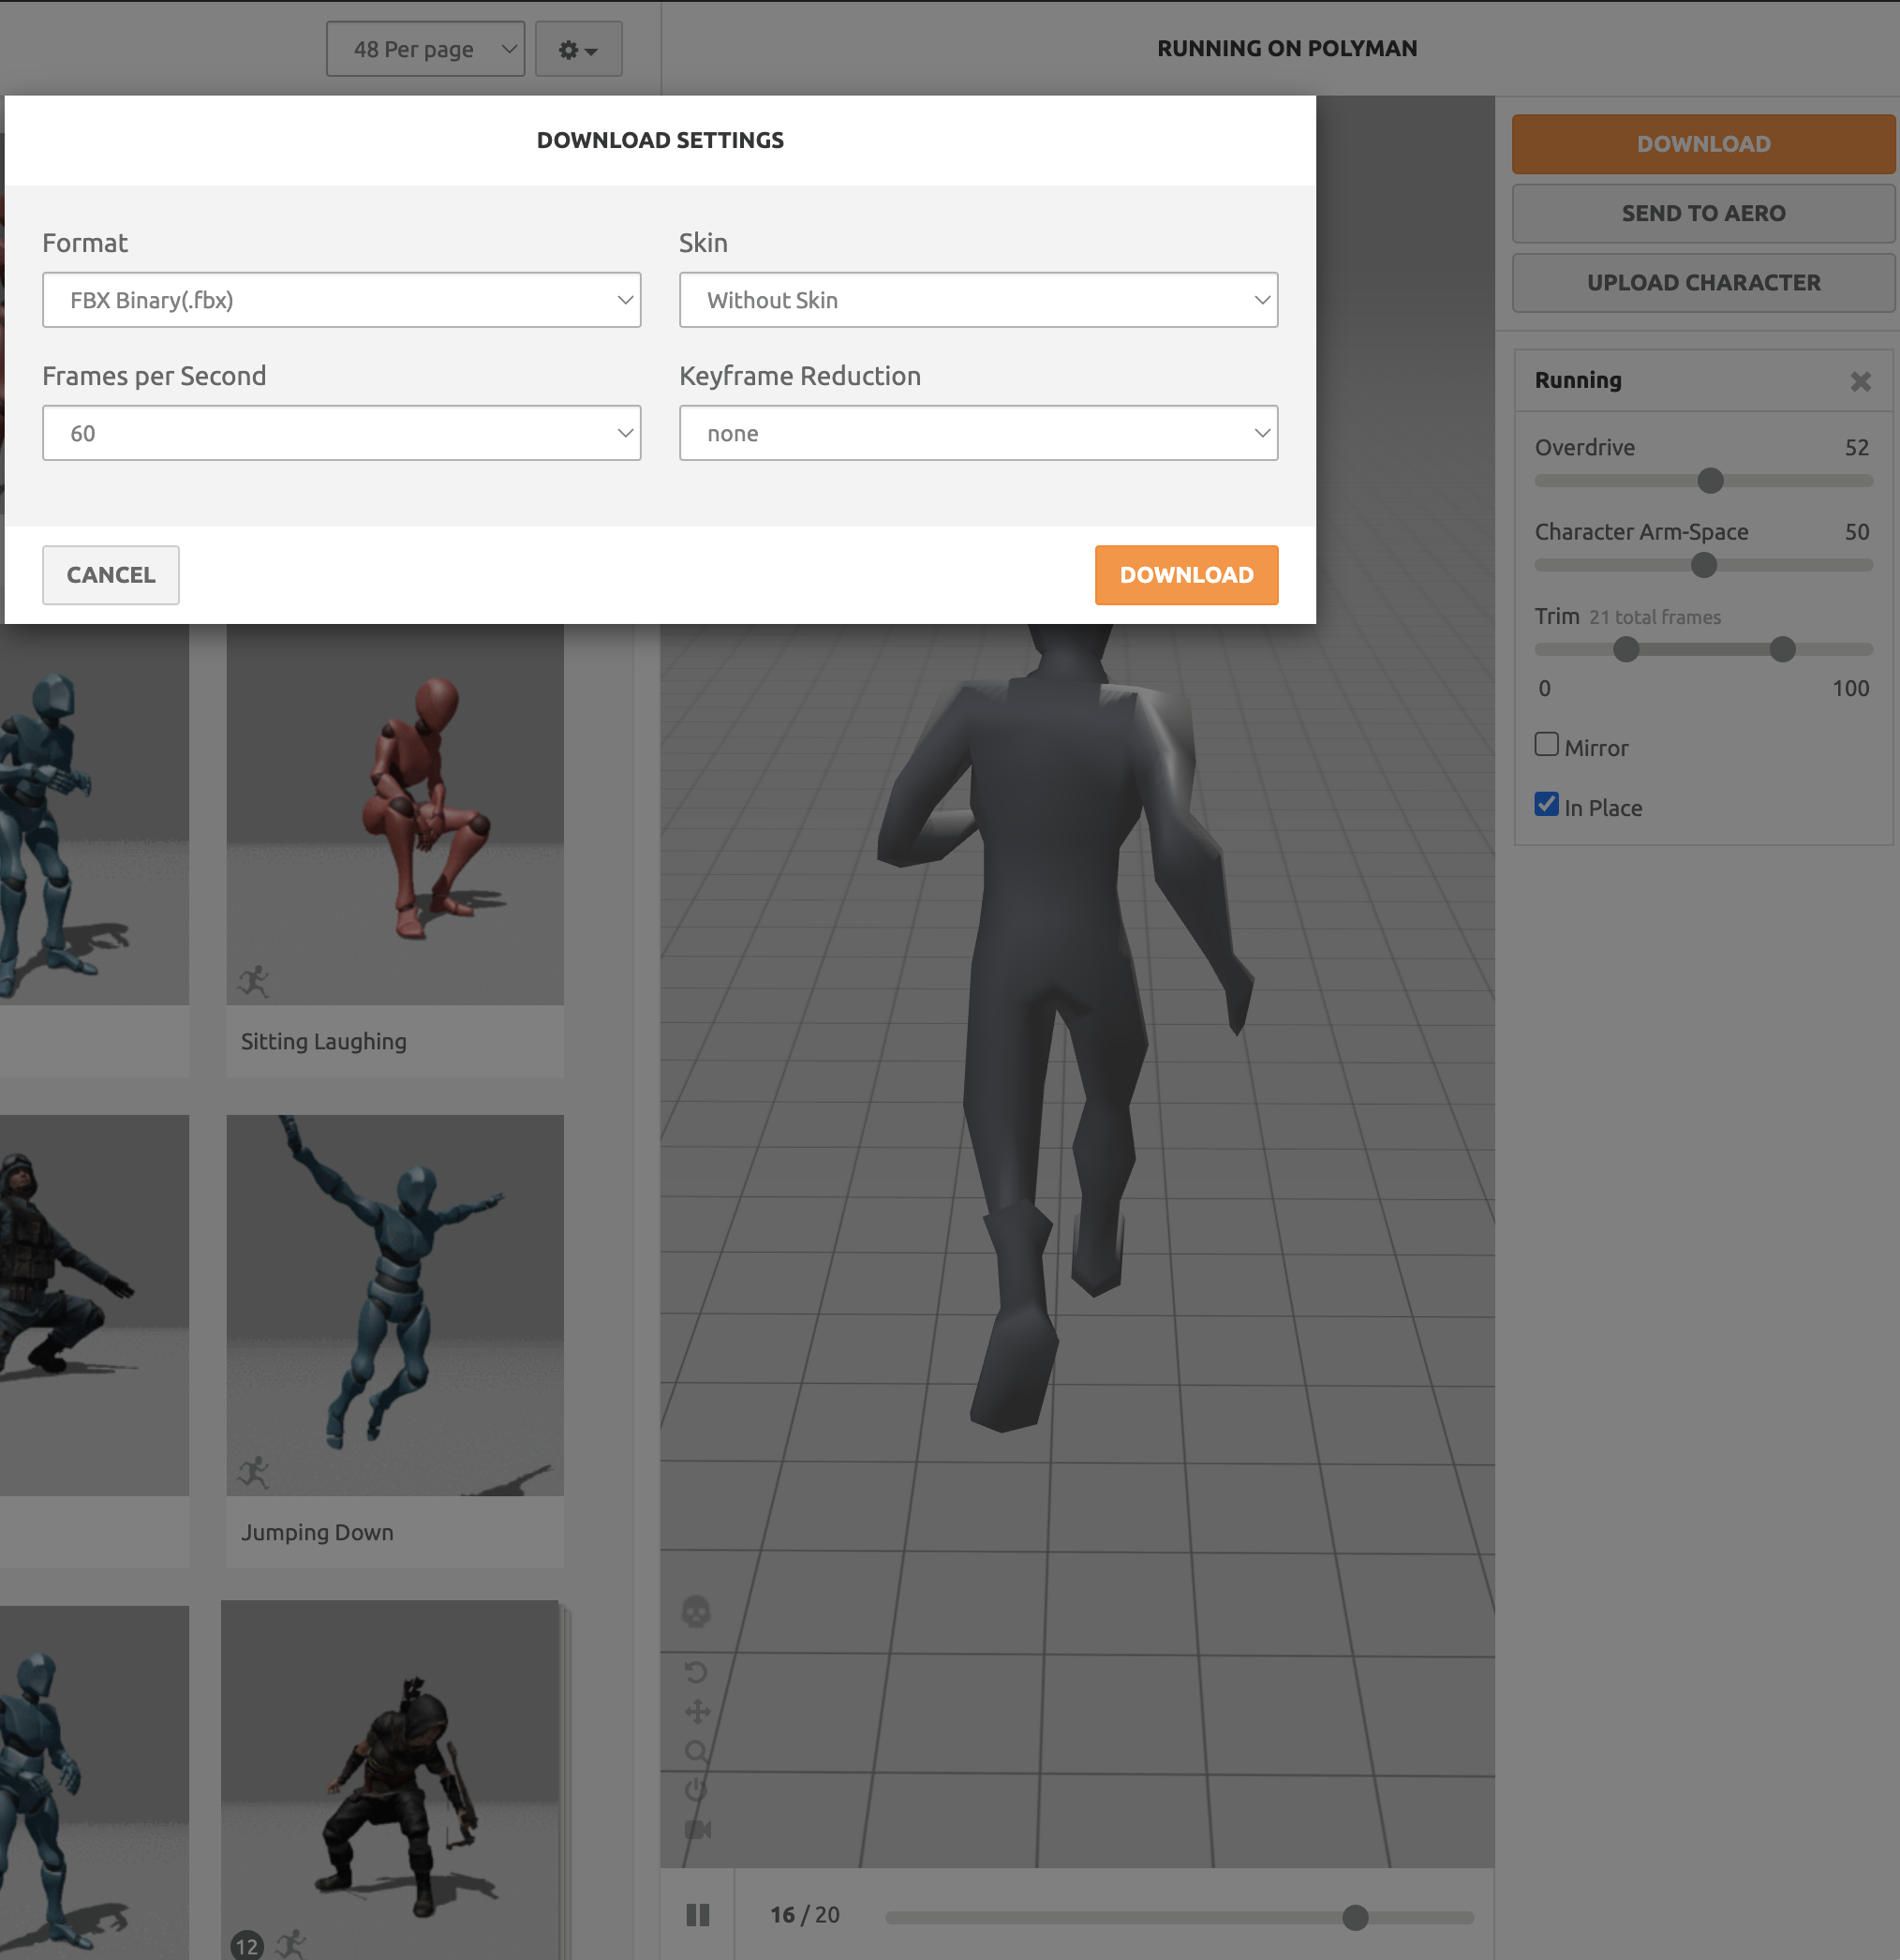 48 Per page
RUNNING ON POLYMAN
DOWNLOAD SETTINGS
Format
FBX Binary(.fbx)
Skin
Without Skin
Frames per Second
60
Keyframe Reduction
none
CANCEL
DOWNLOAD
DOWNLOAD
SEND TO AERO
UPLOAD CHARACTER
Running
Overdrive 52
Character Arm-Space 50
Trim 21 total frames
0 100
Mirror
In Place
Sitting Laughing
Jumping Down
12
16 / 20